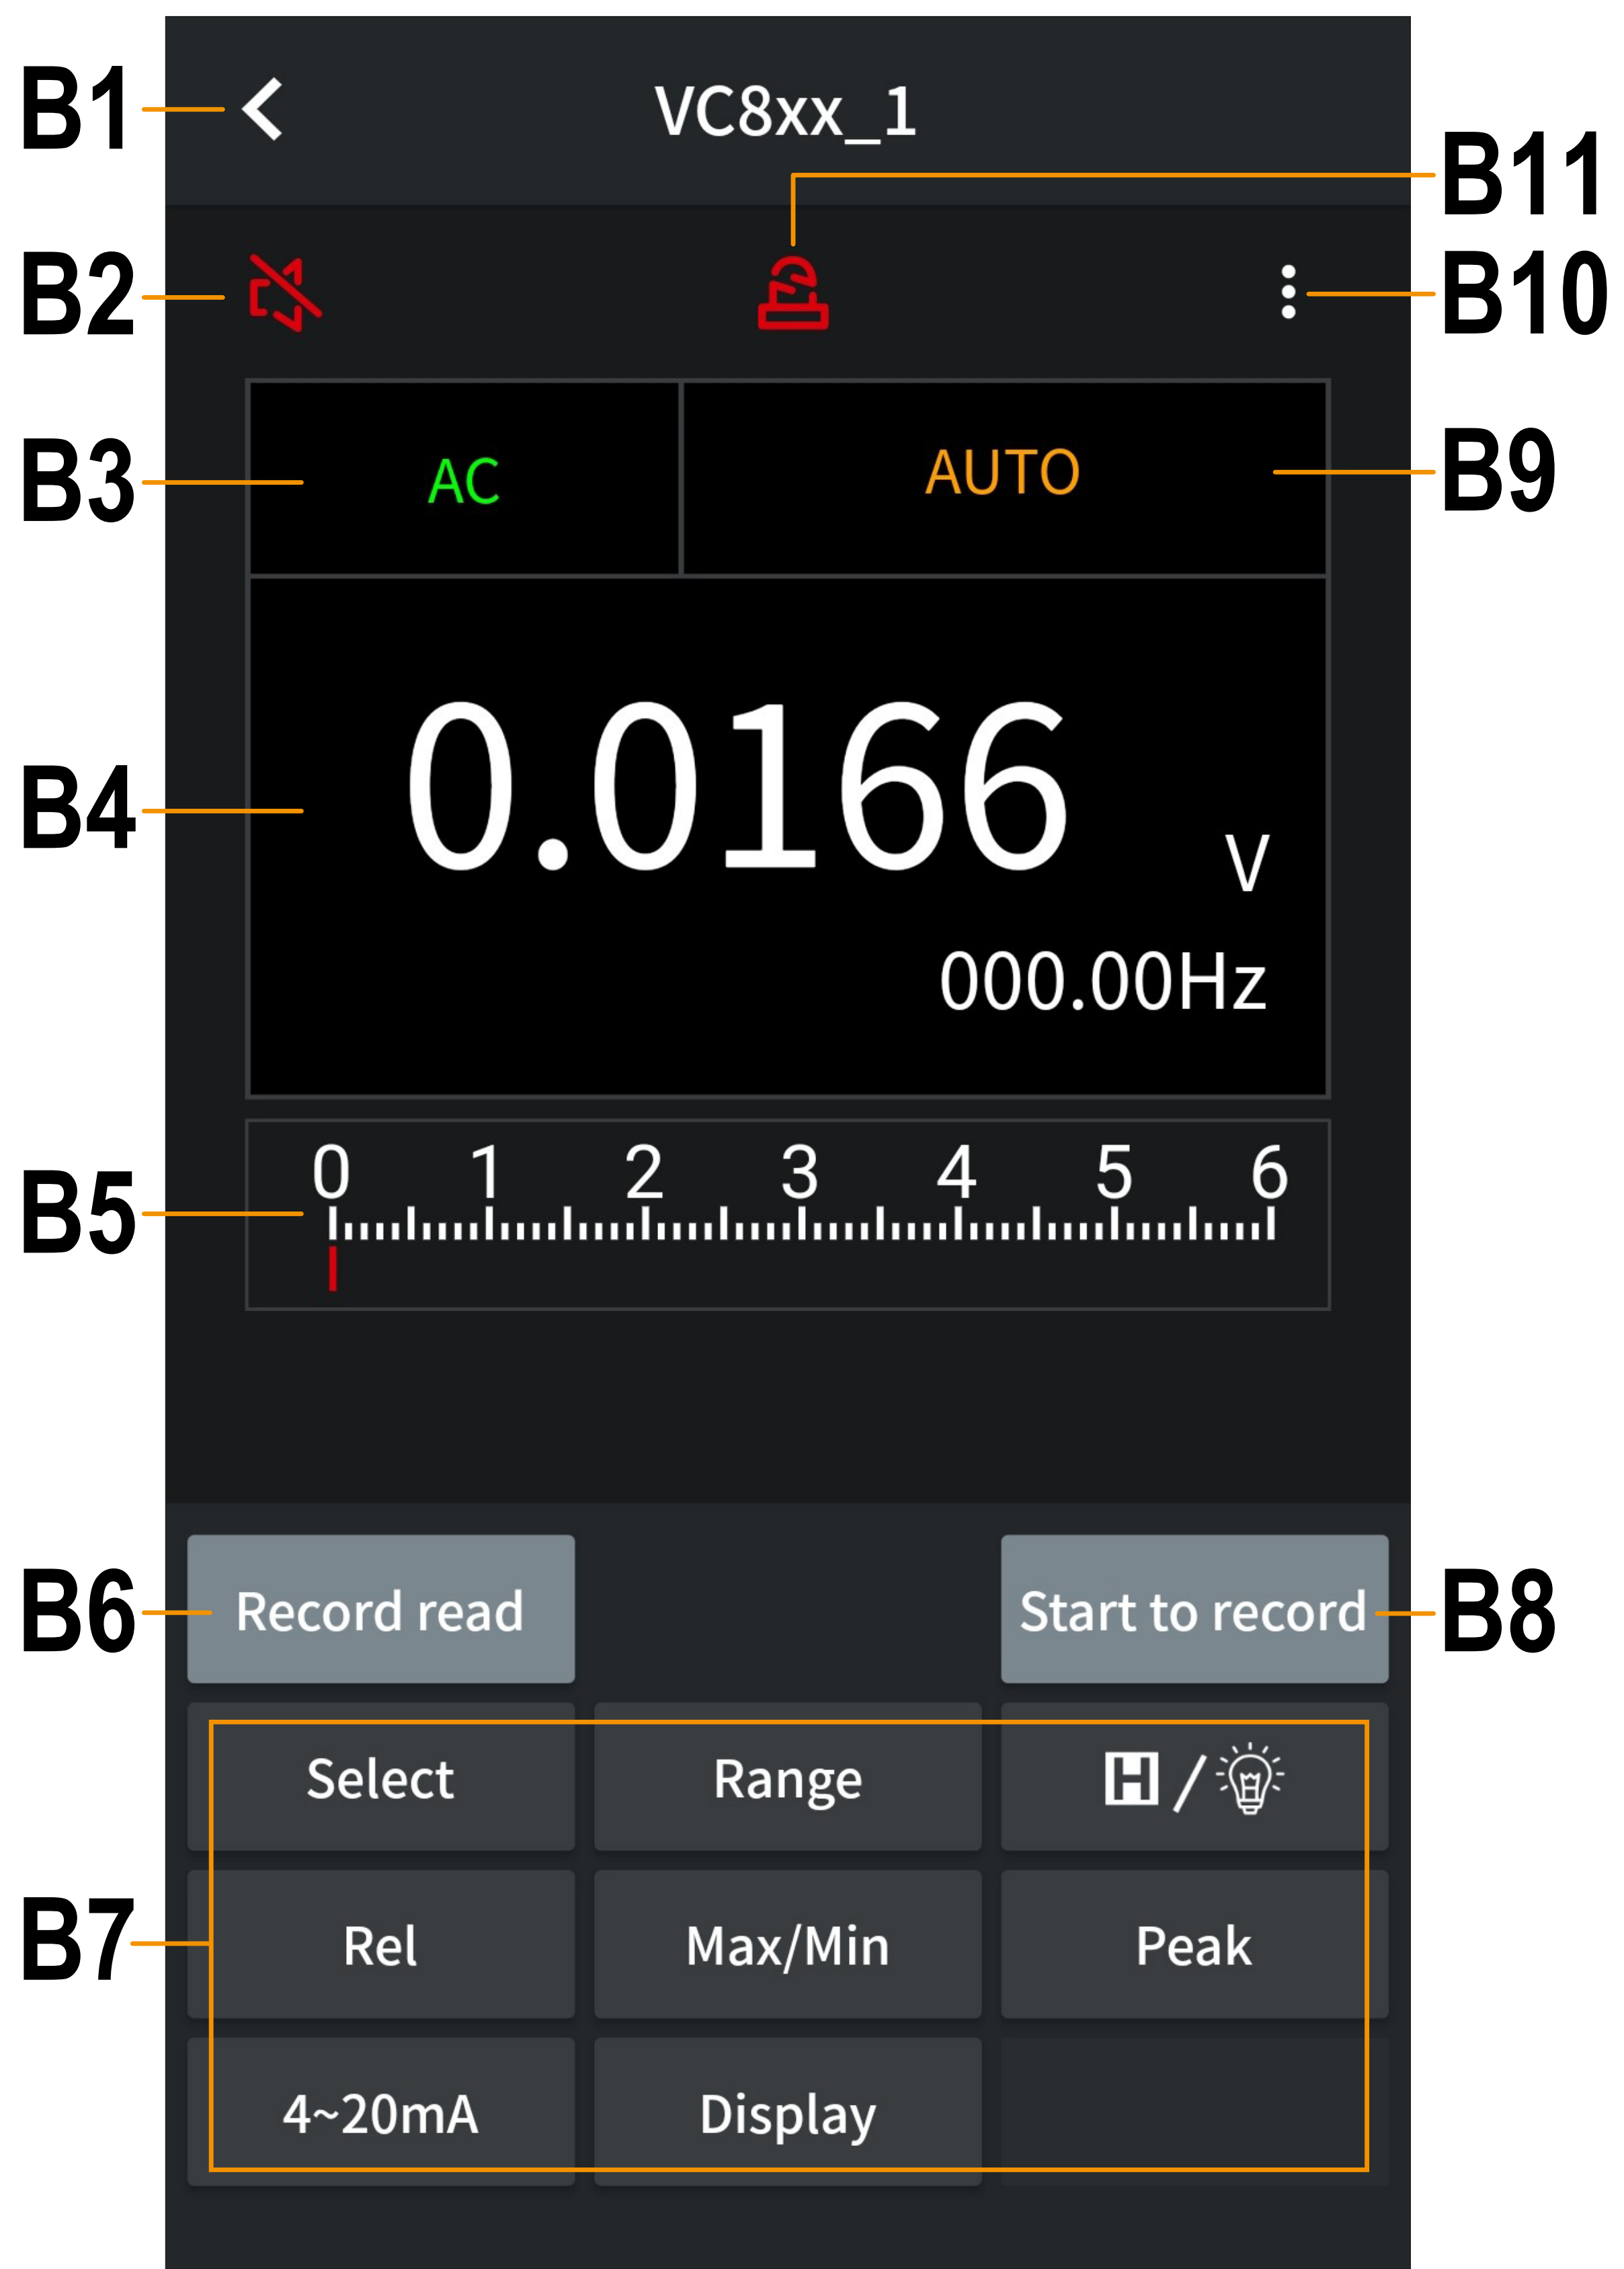 B1
VC8xx_1
B11
B2
B10
B3
AC
AUTO
B9
B4
0.0166
V
000.00Hz
B5
0 1 2 3 4 5 6
B6
Record read
Start to record
B8
Select
Range
H /
B7
Rel
Max/Min
Peak
4~20mA
Display